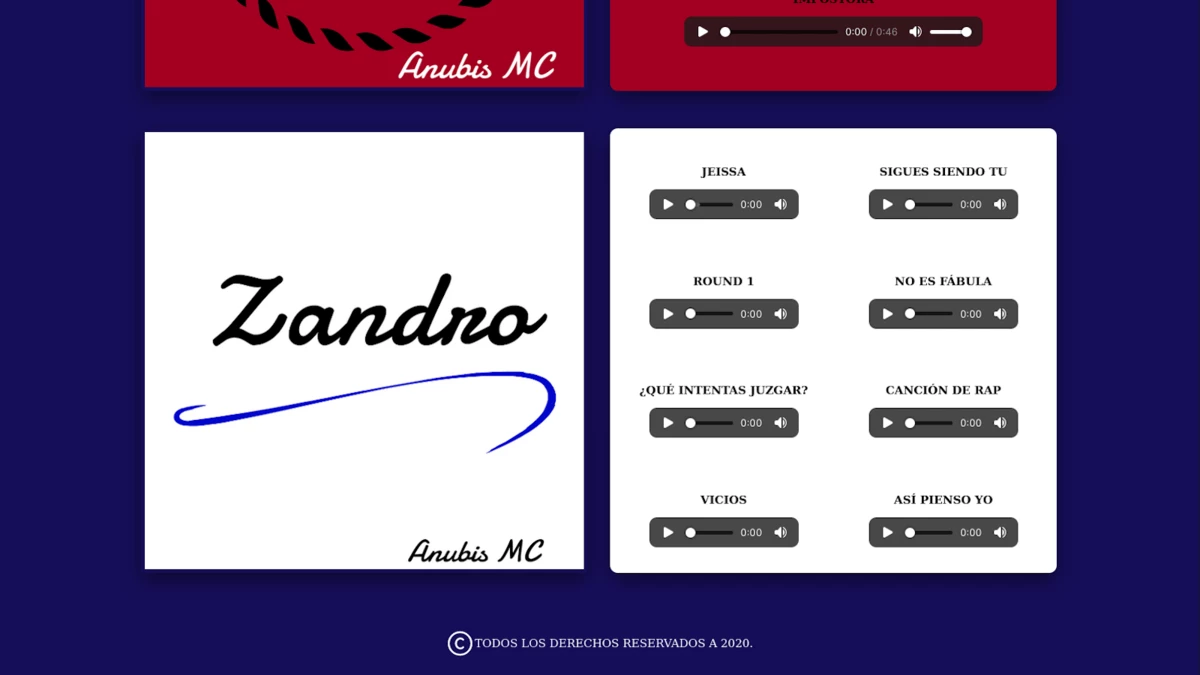 IMPOSTORA
0:00 / 0:46
Anubis MC
Zandro
Anubis MC
JEISSA
0:00
SIGUES SIENDO TU
0:00
ROUND 1
0:00
NO ES FÁBULA
0:00
¿QUÉ INTENTAS JUZGAR?
0:00
CANCIÓN DE RAP
0:00
VICIOS
0:00
ASÍ PIENSO YO
0:00
© TODOS LOS DERECHOS RESERVADOS A 2020.